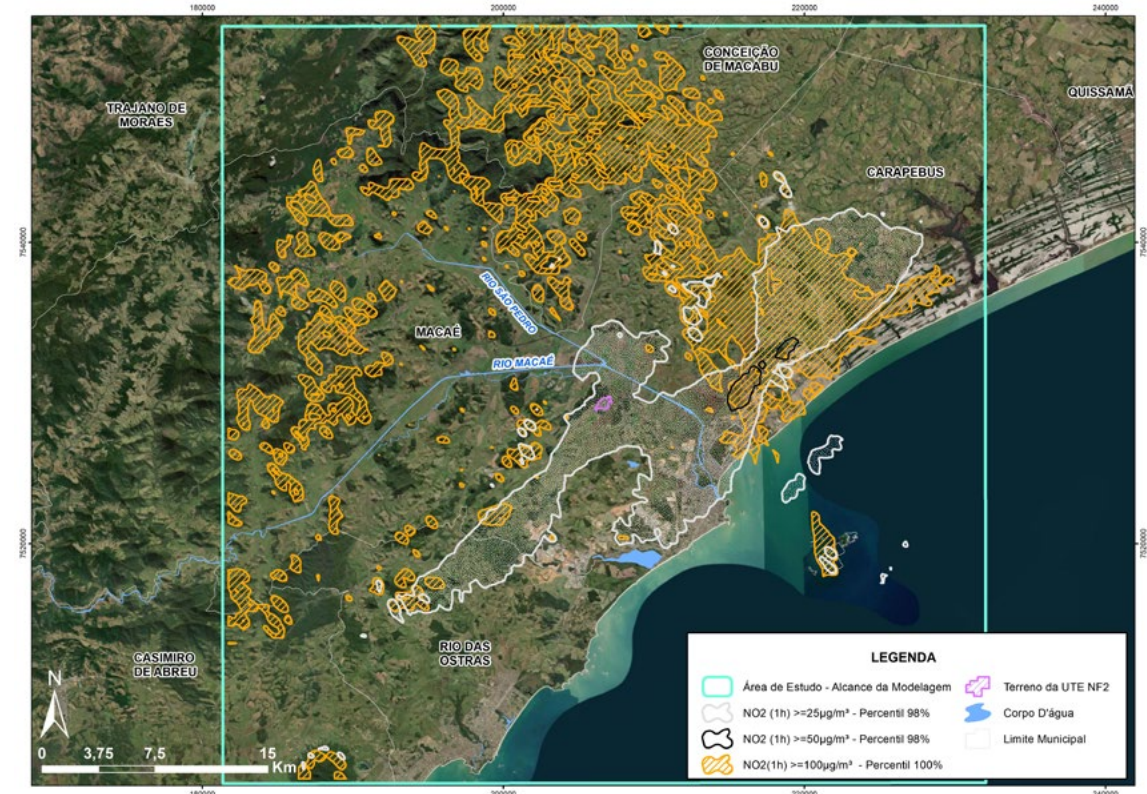 180000
200000
220000
240000
CONCEIÇÃO
DE MACABU
TRAJANO DE
MORAES
QUISSAMÃ
CARAPEBUS
7540000
7540000
RIO SÃO PEDRO
MACAÉ
RIO MACAÉ
7520000
7520000
RIO DAS
OSTRAS
CASIMIRO
DE ABREU
N
0 3,75 7,5 15
Km
LEGENDA
Área de Estudo - Alcance da Modelagem
NO2 (1h) >=25µg/m³ - Percentil 98%
NO2 (1h) >=50µg/m³ - Percentil 98%
NO2(1h) >=100µg/m³ - Percentil 100%
Terreno da UTE NF2
Corpo D'água
Limite Municipal
180000
200000
220000
240000